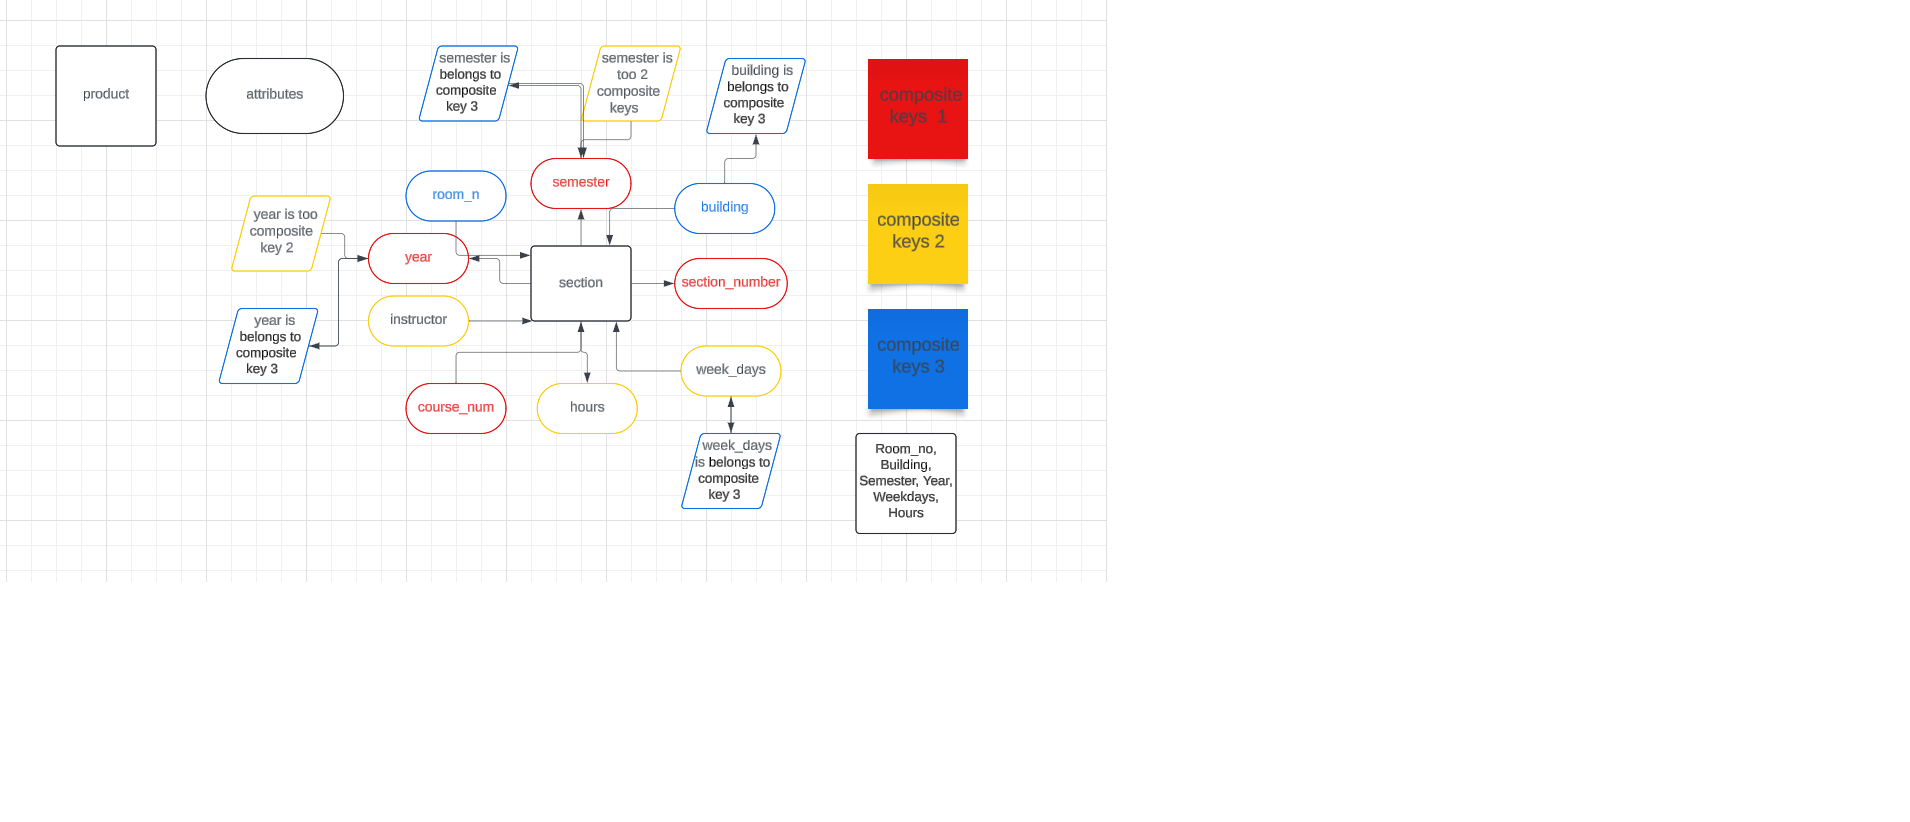 product
attributes
semester is
belongs to
composite
key 3
semester is
too 2
composite
keys
building is
belongs to
composite
key 3
composite
keys  1
room_n
semester
building
year is too
composite
key 2
composite
keys 2
year
section
section_number
instructor
year is
belongs to
composite
key 3
composite
keys 3
week_days
course_num
hours
week_days
is belongs to
composite
key 3
Room_no,
Building,
Semester, Year,
Weekdays,
Hours